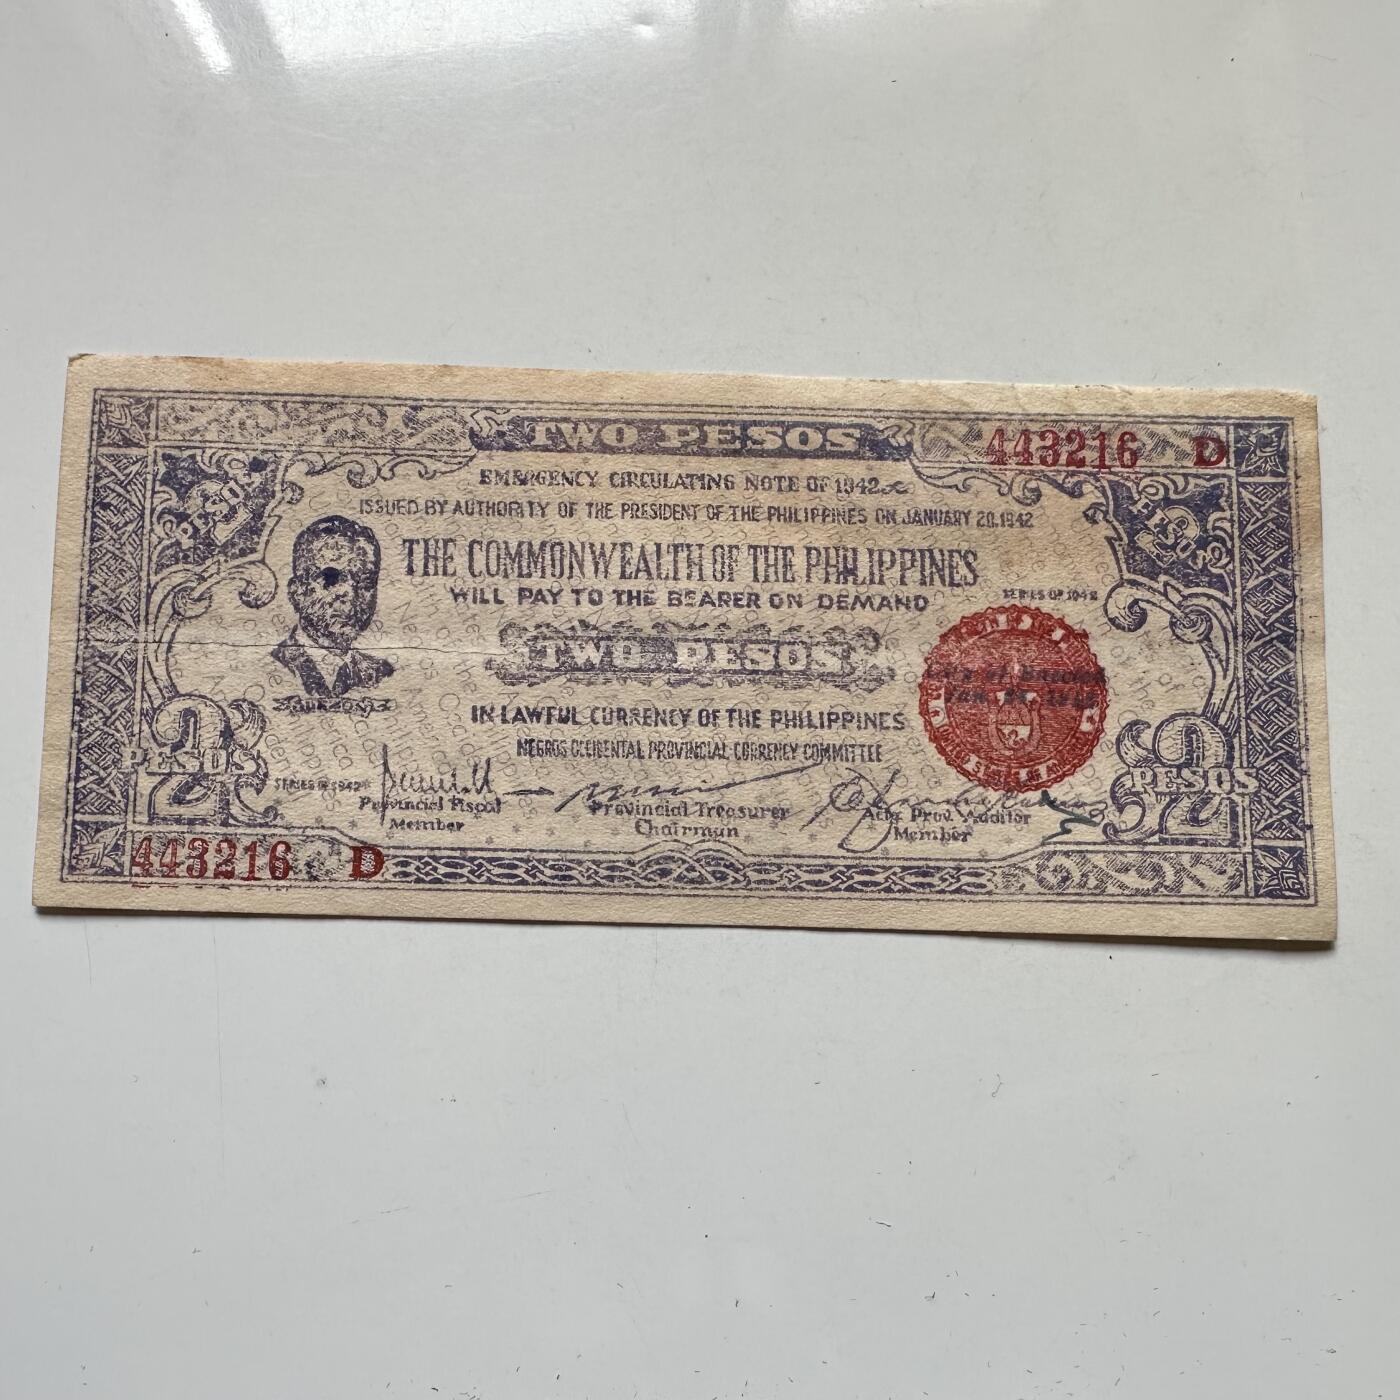 TWO PESOS
443216 D
EMERGENCY CIRCULATING NOTE OF 1942
ISSUED BY AUTHORITY OF THE PRESIDENT OF THE PHILIPPINES ON JANUARY 20, 1942
THE COMMONWEALTH OF THE PHILIPPINES
WILL PAY TO THE BEARER ON DEMAND
SERIES OF 1942
TWO PESOS
IN LAWFUL CURRENCY OF THE PHILIPPINES
NEGROS OCCIDENTAL PROVINCIAL CURRENCY COMMITTEE
2
PESOS
2
PESOS
SERIES OF 1942
Provincial Fiscal
Member
Provincial Treasurer
Chairman
Actg Prov. Auditor
Member
443216 D